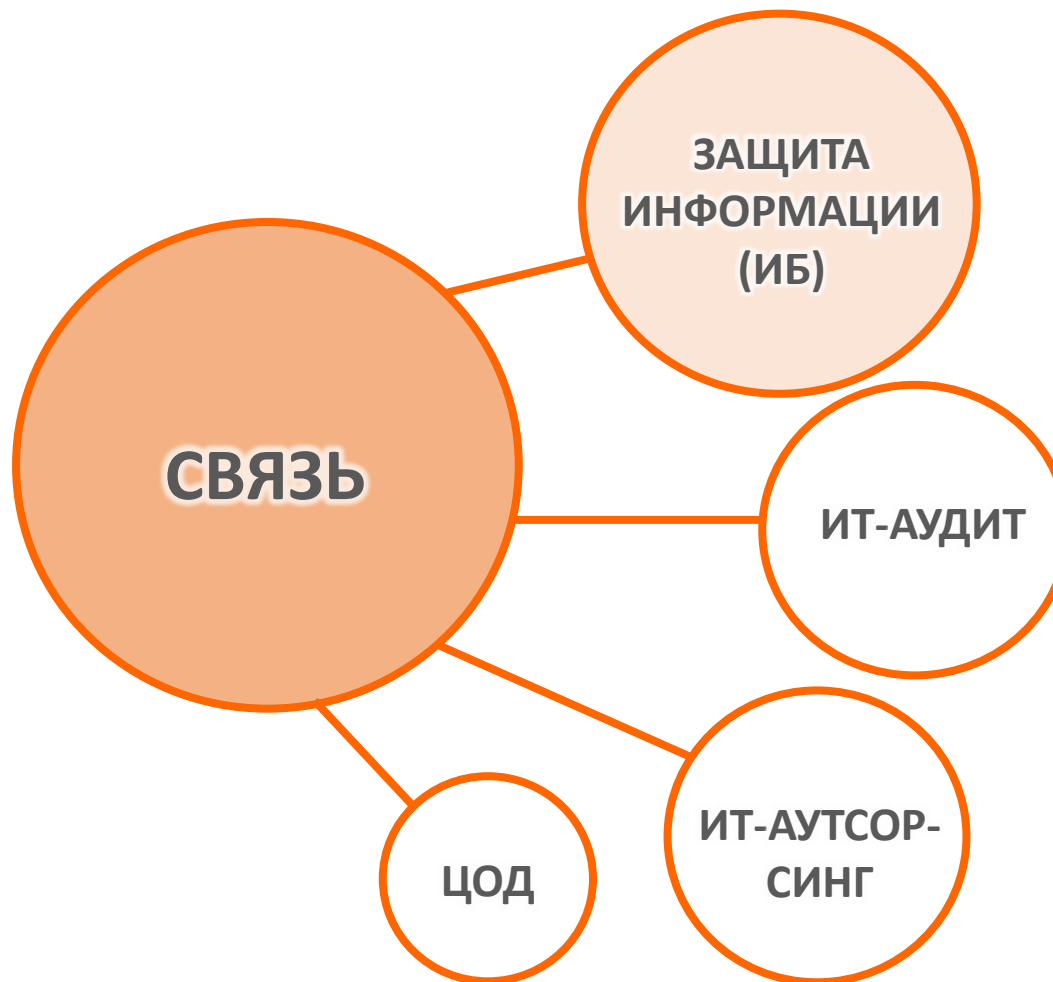 ЗАЩИТА
ИНФОРМАЦИИ
(ИБ)
СВЯЗЬ
ИТ-АУДИТ
ИТ-АУТСОР-
СИНГ
ЦОД